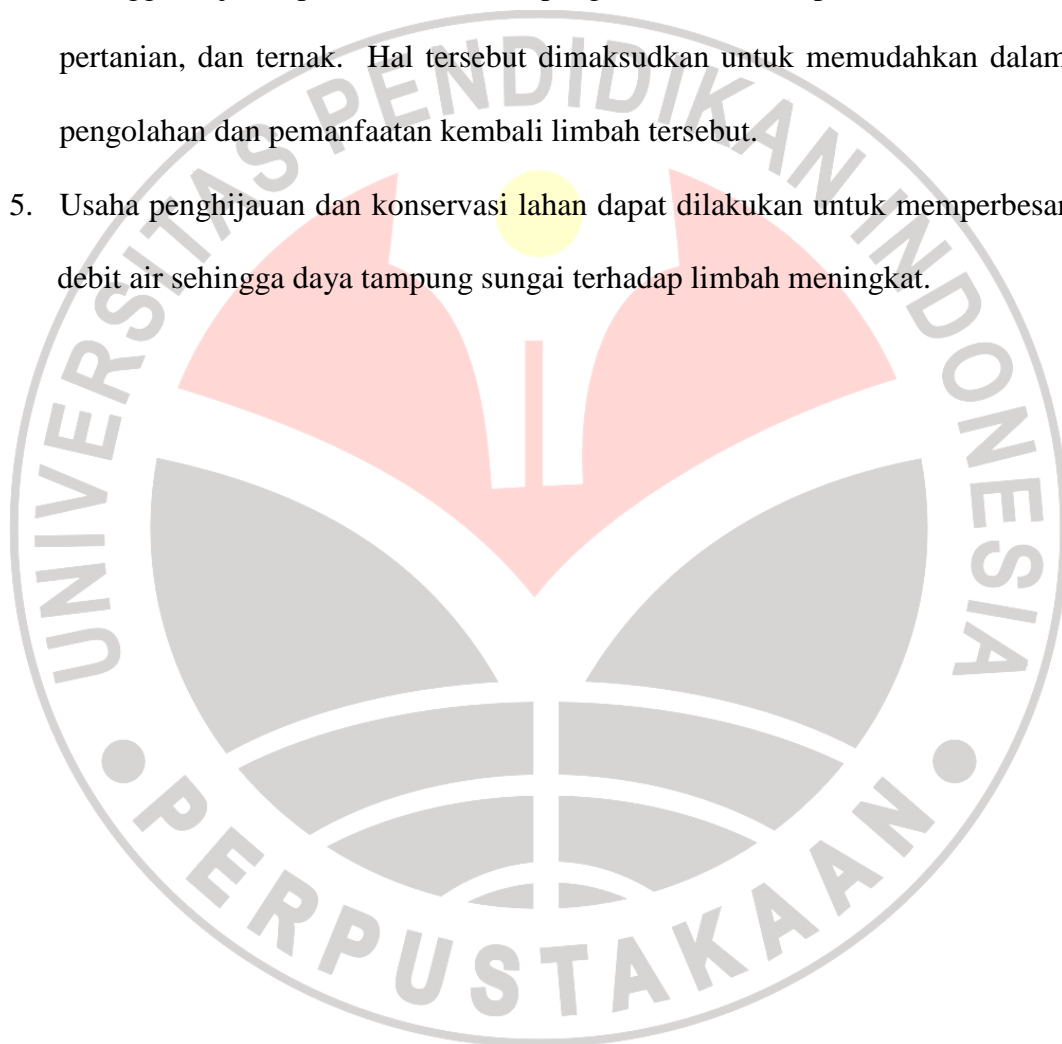 pertanian, dan ternak. Hal tersebut dimaksudkan untuk memudahkan dalam
pengolahan dan pemanfaatan kembali limbah tersebut.
5. Usaha penghijauan dan konservasi lahan dapat dilakukan untuk memperbesar
debit air sehingga daya tampung sungai terhadap limbah meningkat.
UNIVERSITAS PENDIDIKAN INDONESIA
PERPUSTAKAAN